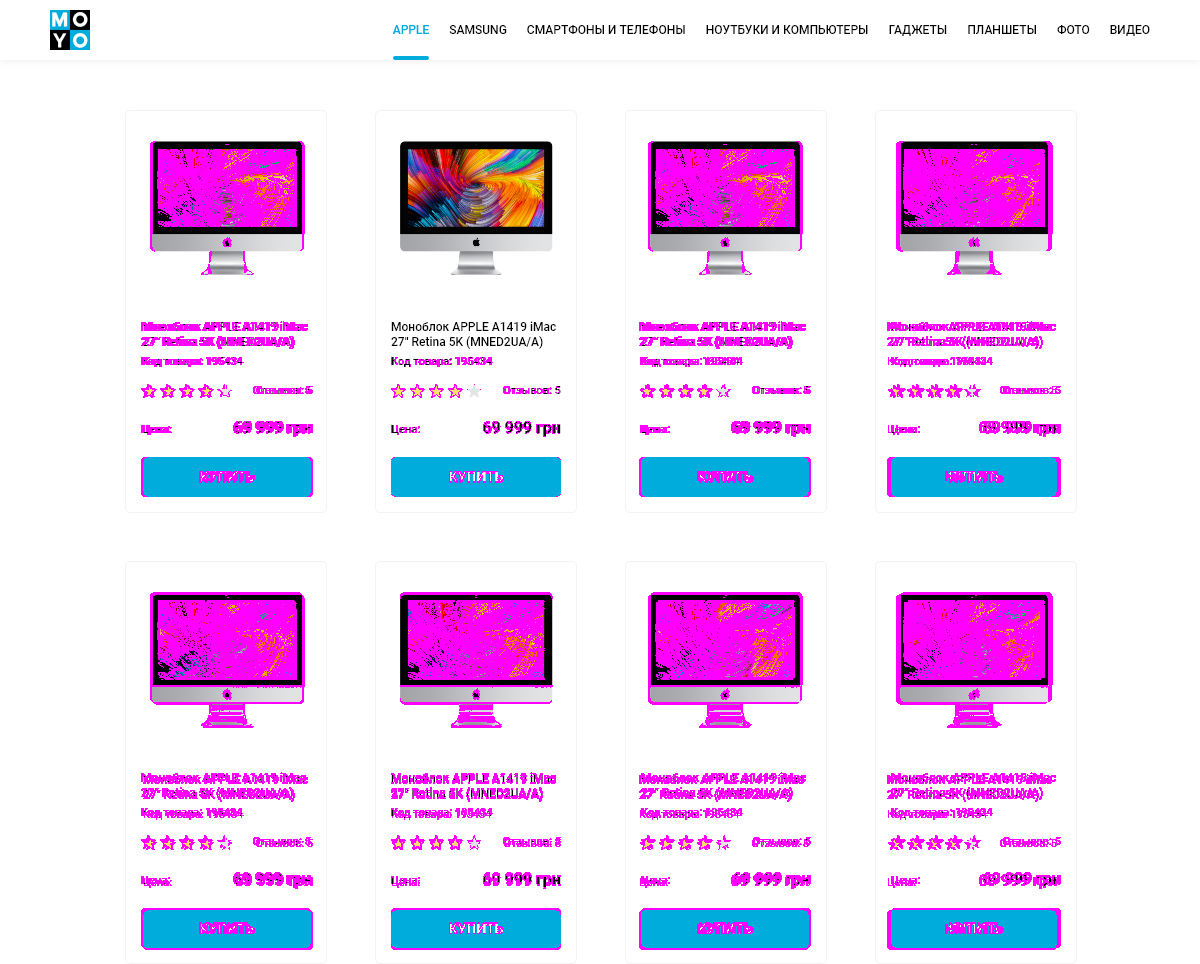 MOYO
APPLE SAMSUNG СМАРТФОНЫ И ТЕЛЕФОНЫ НОУТБУКИ И КОМПЬЮТЕРЫ ГАДЖЕТЫ ПЛАНШЕТЫ ФОТО ВИДЕО
Моноблок APPLE A1419 iMac
27" Retina 5K (MNED2UA/A)
Код товара: 195434
Отзывов: 5
Цена: 69 999 грн
КУПИТЬ
Моноблок APPLE A1419 iMac
27" Retina 5K (MNED2UA/A)
Код товара: 195434
Отзывов: 5
Цена: 69 999 грн
КУПИТЬ
Моноблок APPLE A1419 iMac
27" Retina 5K (MNED2UA/A)
Код товара: 195434
Отзывов: 5
Цена: 69 999 грн
КУПИТЬ
Моноблок APPLE A1419 iMac
27" Retina 5K (MNED2UA/A)
Код товара: 195434
Отзывов: 5
Цена: 69 999 грн
КУПИТЬ
Моноблок APPLE A1419 iMac
27" Retina 5K (MNED2UA/A)
Код товара: 195434
Отзывов: 5
Цена: 69 999 грн
КУПИТЬ
Моноблок APPLE A1419 iMac
27" Retina 5K (MNED2UA/A)
Код товара: 195434
Отзывов: 5
Цена: 69 999 грн
КУПИТЬ
Моноблок APPLE A1419 iMac
27" Retina 5K (MNED2UA/A)
Код товара: 195434
Отзывов: 5
Цена: 69 999 грн
КУПИТЬ
Моноблок APPLE A1419 iMac
27" Retina 5K (MNED2UA/A)
Код товара: 195434
Отзывов: 5
Цена: 69 999 грн
КУПИТЬ